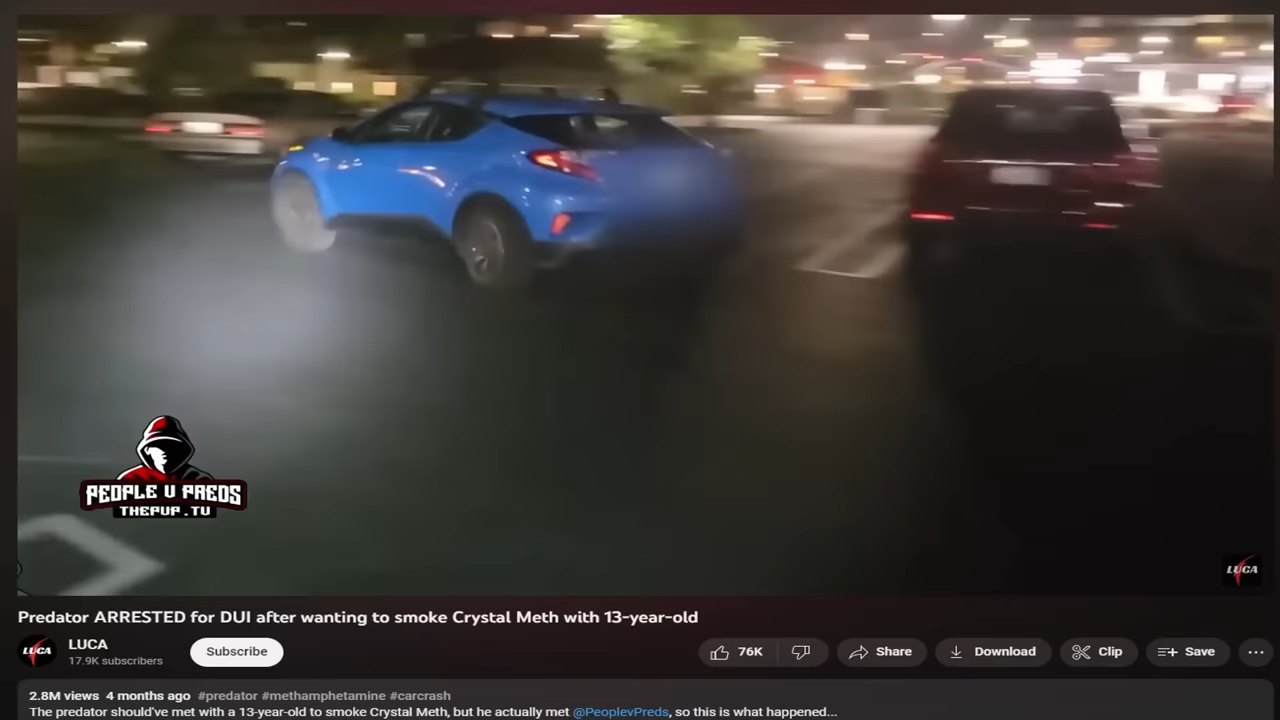 PEOPLE V PREDS
THEPVP.TV
LUCA
Predator ARRESTED for DUI after wanting to smoke Crystal Meth with 13-year-old
LUCA
LUCA
17.9K subscribers
Subscribe
76K
Share
Download
Clip
Save
2.8M views 4 months ago #predator #methamphetamine #carcrash
The predator should've met with a 13-year-old to smoke Crystal Meth, but he actually met @PeoplevPreds, so this is what happened...